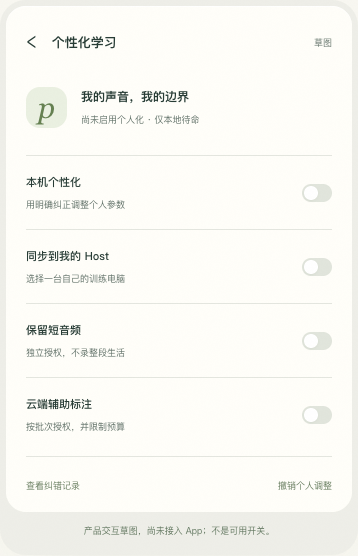 个性化学习
草图
p
我的声音，我的边界
尚未启用个人化 · 仅本地待命
本机个性化
用明确纠正调整个人参数
同步到我的 Host
选择一台自己的训练电脑
保留短音频
独立授权，不录整段生活
云端辅助标注
按批次授权，并限制预算
查看纠错记录
撤销个人调整
产品交互草图，尚未接入 App；不是可用开关。